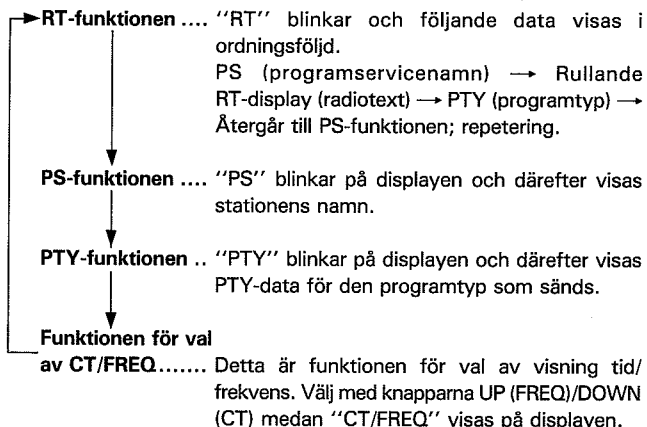 RT-funktionen .... ‘‘RT’’ blinkar och följande data visas i
ordningsföljd.
PS (programservicenamn) → Rullande
RT-display (radiotext) → PTY (programtyp) →
Återgår till PS-funktionen; repetering.
PS-funktionen .... ‘‘PS’’ blinkar på displayen och därefter visas
stationens namn.
PTY-funktionen .. ‘‘PTY’’ blinkar på displayen och därefter visas
PTY-data för den programtyp som sänds.
Funktionen för val
av CT/FREQ....... Detta är funktionen för val av visning tid/
frekvens. Välj med knapparna UP (FREQ)/DOWN
(CT) medan ‘‘CT/FREQ’’ visas på displayen.